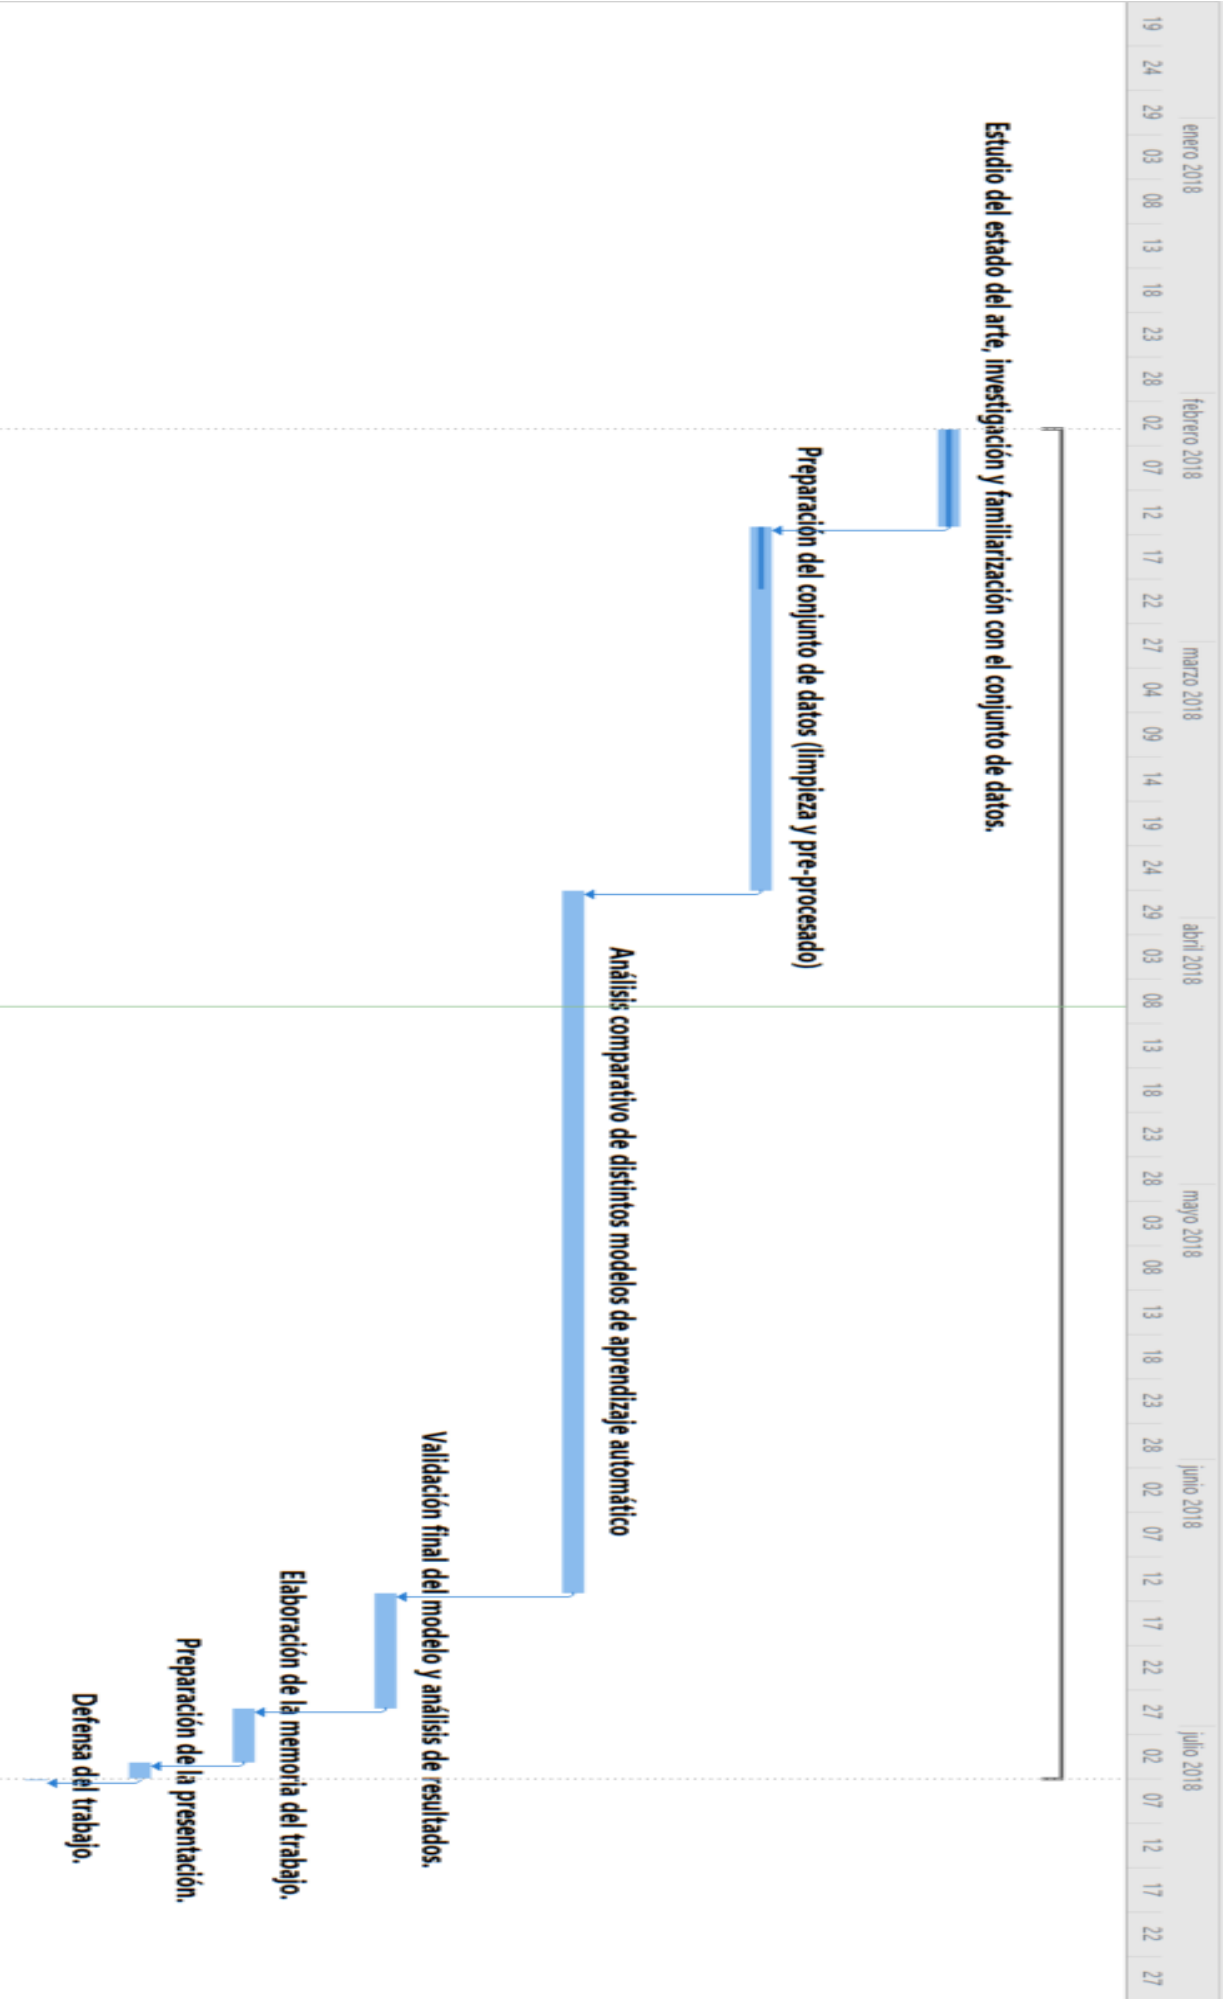 enero 2018 febrero 2018 marzo 2018 abril 2018 mayo 2018 junio 2018 julio 2018
19 24 29 03 08 13 18 23 28 02 07 12 17 22 27 04 09 14 19 24 29 03 08 13 18 23 28 03 08 13 18 23 28 02 07 12 17 22 27 02 07 12 17 22 27
Estudio del estado del arte, investigación y familiarización con el conjunto de datos.
Preparación del conjunto de datos (limpieza y pre-procesado)
Análisis comparativo de distintos modelos de aprendizaje automático
Validación final del modelo y análisis de resultados.
Elaboración de la memoria del trabajo.
Preparación de la presentación.
Defensa del trabajo.